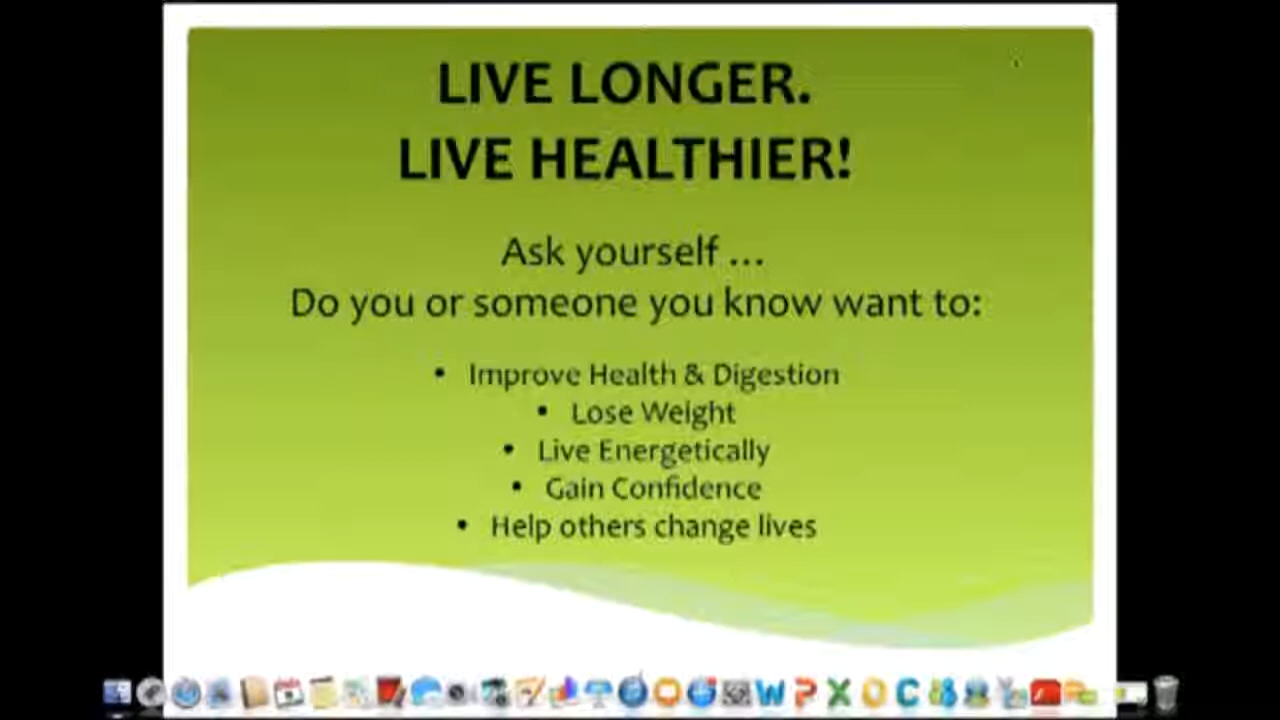 LIVE LONGER.
LIVE HEALTHIER!
Ask yourself ...
Do you or someone you know want to:
• Improve Health & Digestion
• Lose Weight
• Live Energetically
• Gain Confidence
• Help others change lives